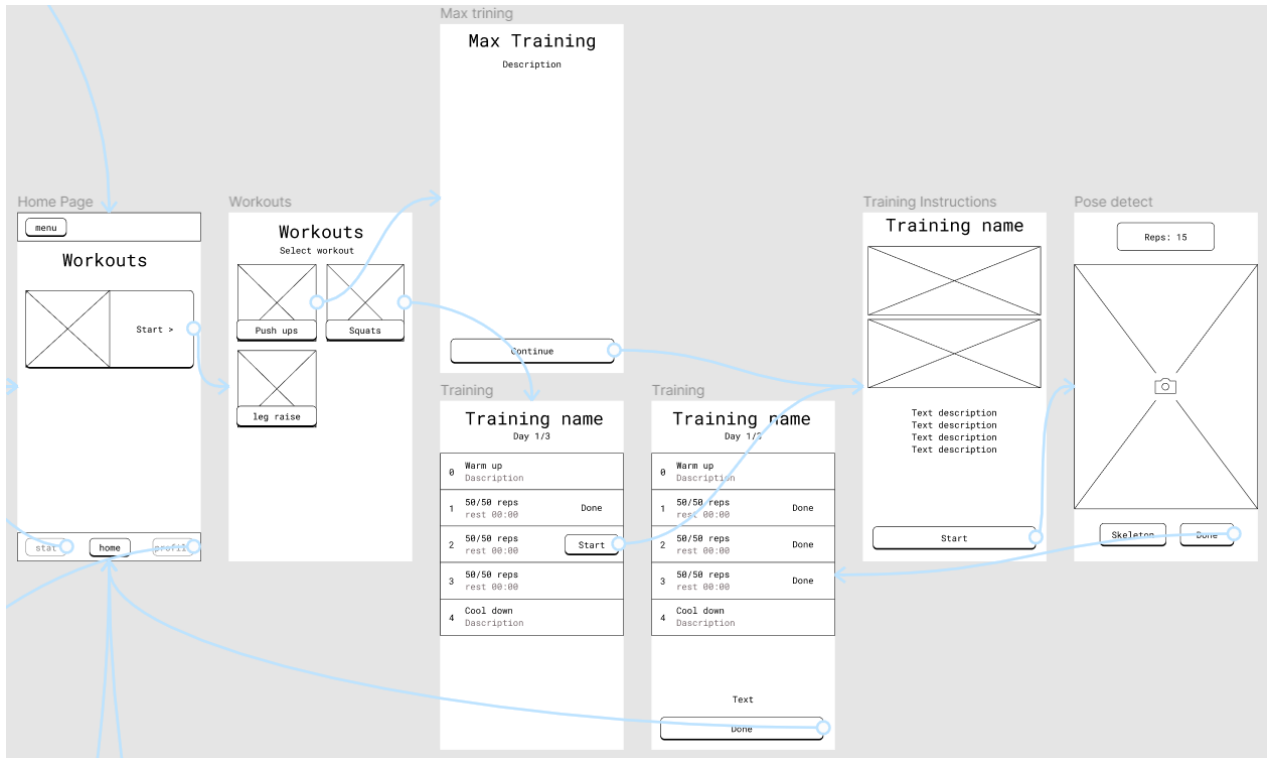 Max trining
Max Training
Description
Continue
Home Page
menu
Workouts
Start >
stat
home
profil
Workouts
Workouts
Select workout
Push ups
Squats
leg raise
Training
Training name
Day 1/3
0 Warm up
Dascription
1 50/50 reps Done
rest 00:00
2 50/50 reps Start
rest 00:00
3 50/50 reps
rest 00:00
4 Cool down
Dascription
Training
Training name
Day 1/3
0 Warm up
Dascription
1 50/50 reps Done
rest 00:00
2 50/50 reps Done
rest 00:00
3 50/50 reps Done
rest 00:00
4 Cool down
Dascription
Text
Done
Training Instructions
Training name
Text description
Text description
Text description
Text description
Start
Pose detect
Reps: 15
Skeleton
Done